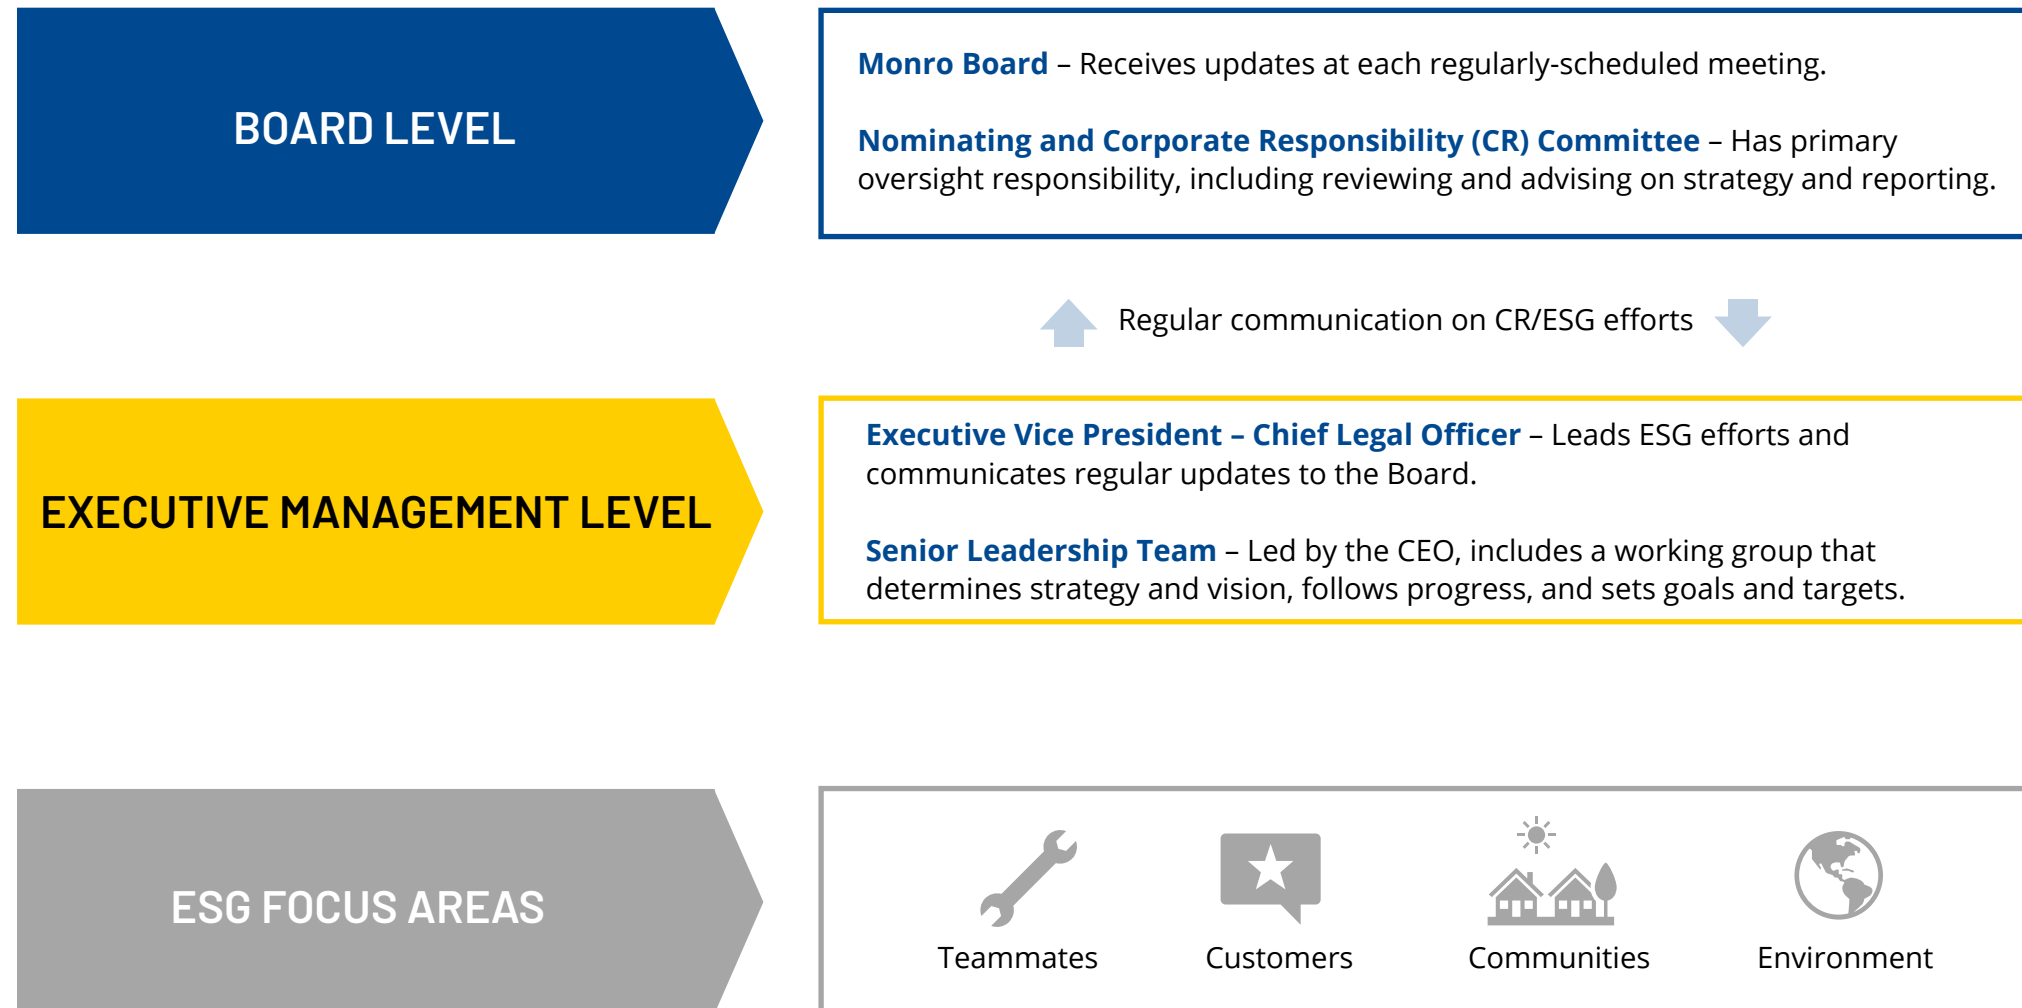 BOARD LEVEL
Monro Board – Receives updates at each regularly-scheduled meeting.
Nominating and Corporate Responsibility (CR) Committee – Has primary
oversight responsibility, including reviewing and advising on strategy and reporting.
Regular communication on CR/ESG efforts
EXECUTIVE MANAGEMENT LEVEL
Executive Vice President – Chief Legal Officer – Leads ESG efforts and
communicates regular updates to the Board.
Senior Leadership Team – Led by the CEO, includes a working group that
determines strategy and vision, follows progress, and sets goals and targets.
ESG FOCUS AREAS
Teammates
Customers
Communities
Environment